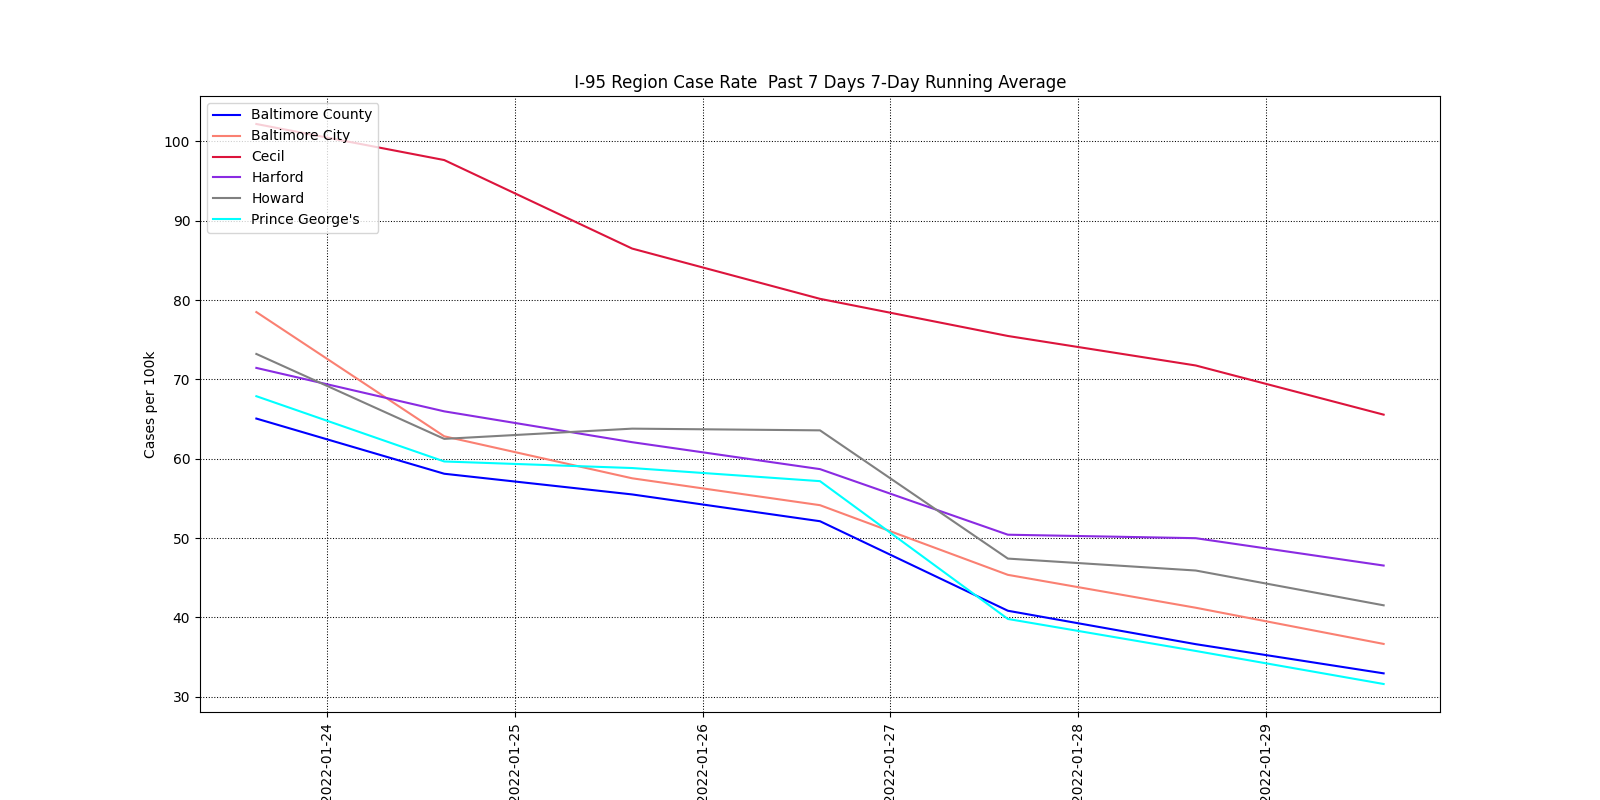 I-95 Region Case Rate  Past 7 Days 7-Day Running Average
Baltimore County
Baltimore City
Cecil
Harford
Howard
Prince George's
Cases per 100k
100
90
80
70
60
50
40
30
2022-01-24
2022-01-25
2022-01-26
2022-01-27
2022-01-28
2022-01-29